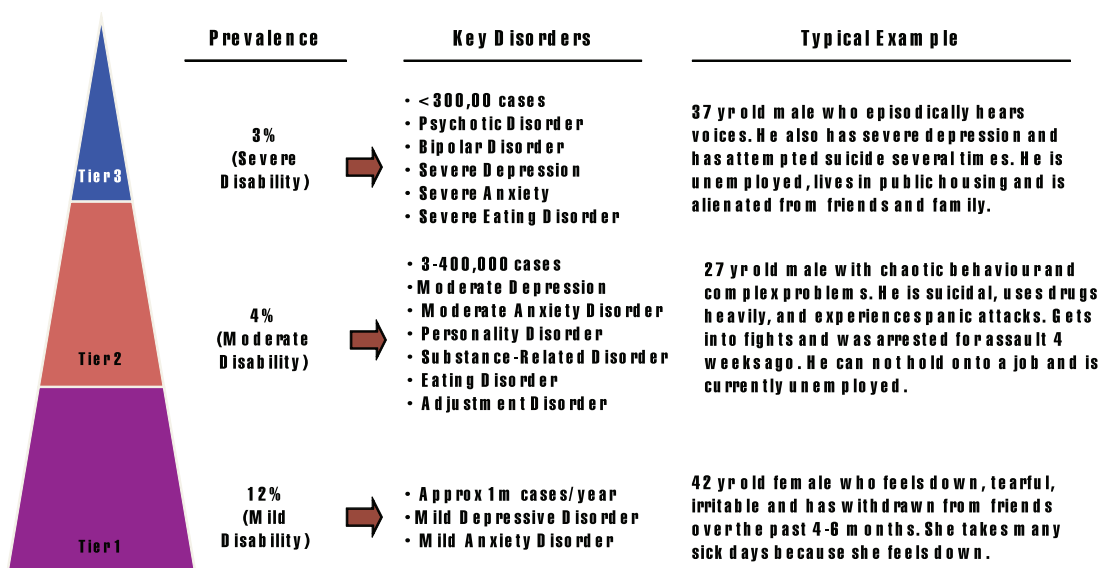 Prevalence
Key Disorders
Typical Example
Tier 3
3%
(Severe
Disability)
• <300,00 cases
• Psychotic Disorder
• Bipolar Disorder
• Severe Depression
• Severe Anxiety
• Severe Eating Disorder
37 yr old male who episodically hears
voices. He also has severe depression and
has attempted suicide several times. He is
unemployed, lives in public housing and is
alienated from friends and family.
Tier 2
4%
(Moderate
Disability)
• 3-400,000 cases
• Moderate Depression
• Moderate Anxiety Disorder
• Personality Disorder
• Substance-Related Disorder
• Eating Disorder
• Adjustment Disorder
27 yr old male with chaotic behaviour and
complex problems. He is suicidal, uses drugs
heavily, and experiences panic attacks. Gets
into fights and was arrested for assault 4
weeks ago. He can not hold onto a job and is
currently unemployed.
Tier 1
12%
(Mild
Disability)
• Approx 1m cases/year
• Mild Depressive Disorder
• Mild Anxiety Disorder
42 yr old female who feels down, tearful,
irritable and has withdrawn from friends
over the past 4-6 months. She takes many
sick days because she feels down.